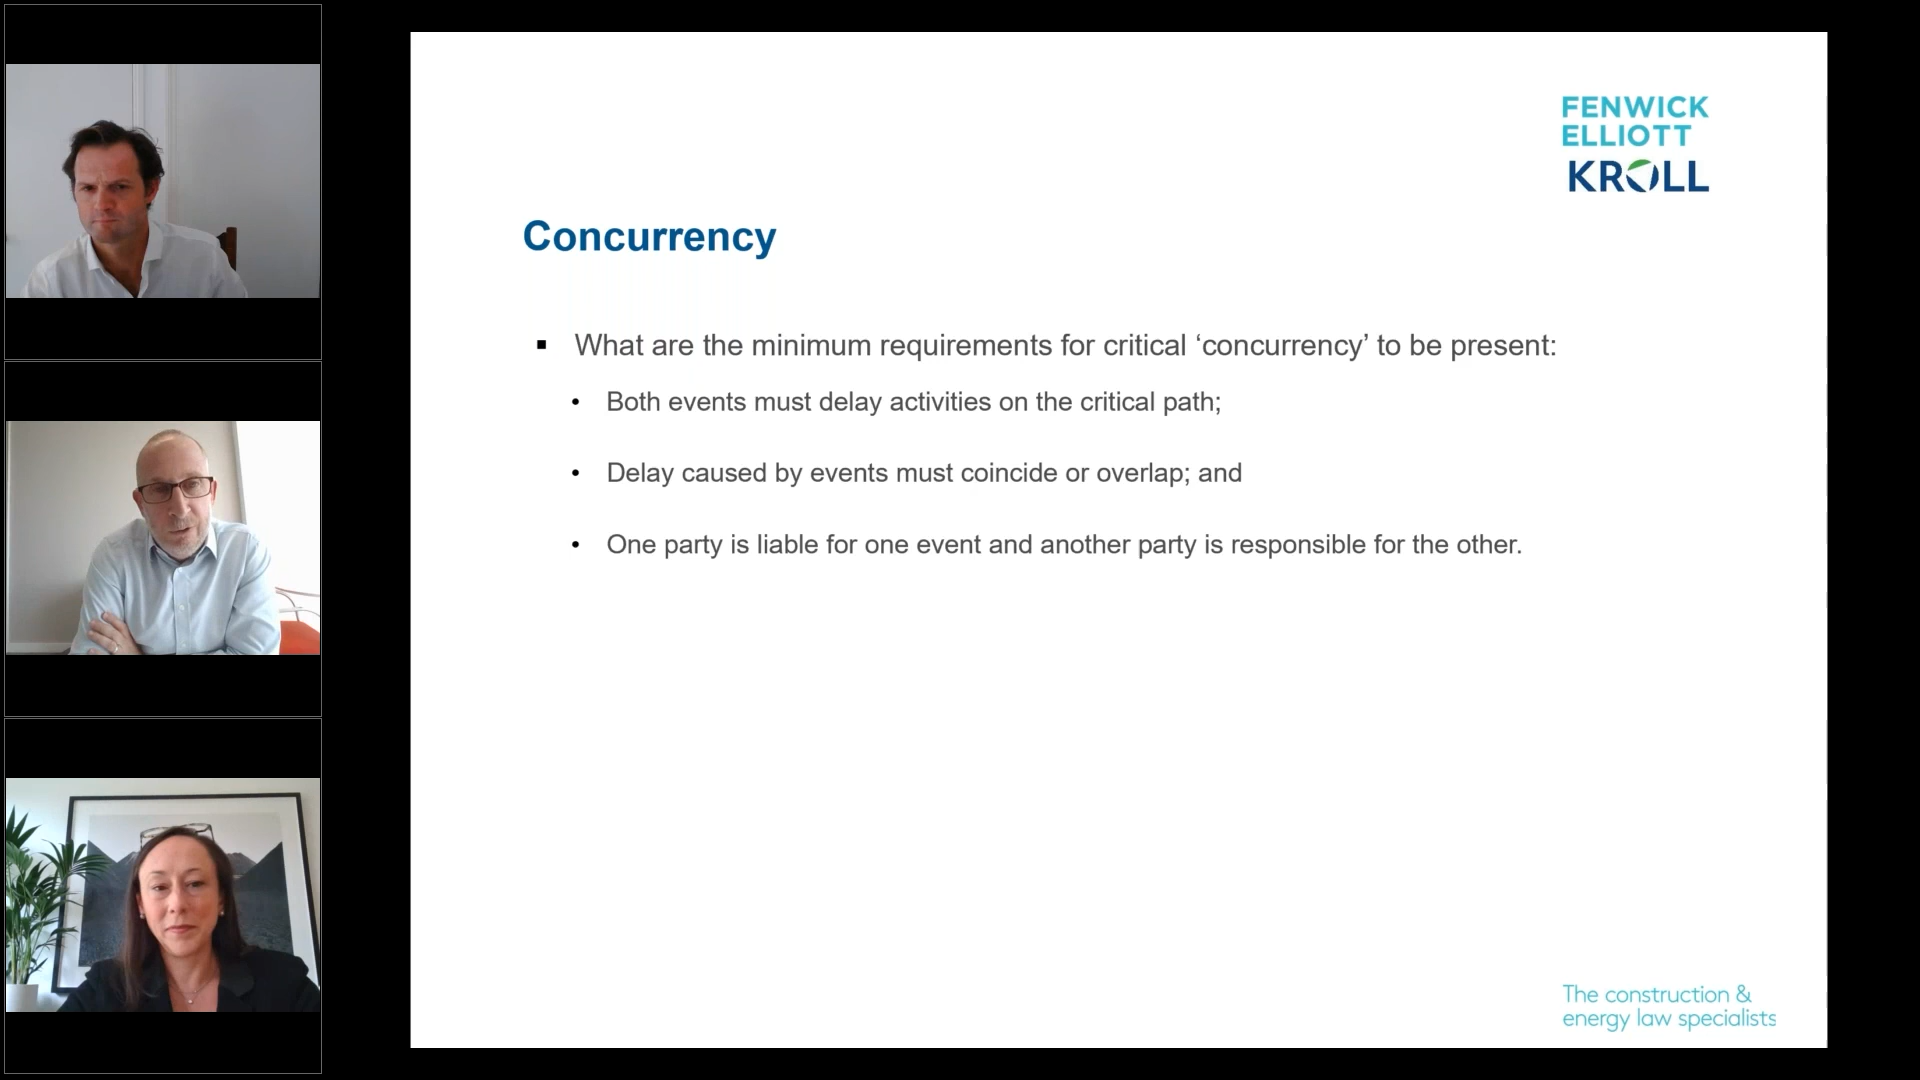 FENWICK
ELLIOTT
KROLL
Concurrency
▪ What are the minimum requirements for critical ‘concurrency’ to be present:
• Both events must delay activities on the critical path;
• Delay caused by events must coincide or overlap; and
• One party is liable for one event and another party is responsible for the other.
The construction &
energy law specialists